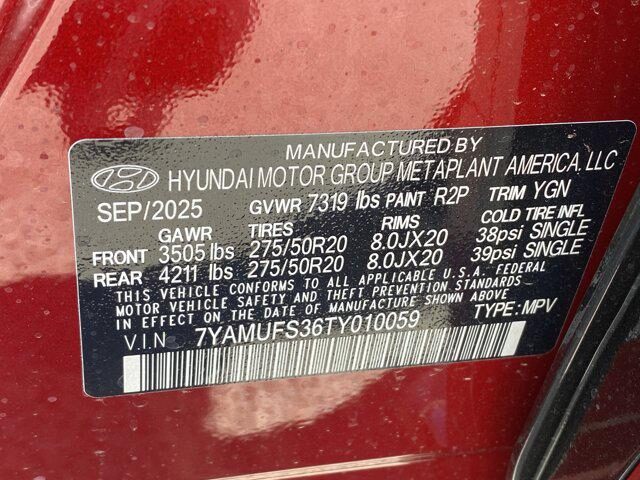 MANUFACTURED BY
HYUNDAI MOTOR GROUP METAPLANT AMERICA, LLC
SEP/2025 GVWR 7319 lbs PAINT R2P TRIM YGN
GAWR TIRES RIMS COLD TIRE INFL
FRONT 3505 lbs 275/50R20 8.0JX20 38psi SINGLE
REAR 4211 lbs 275/50R20 8.0JX20 39psi SINGLE
THIS VEHICLE CONFORMS TO ALL APPLICABLE U.S.A. FEDERAL
MOTOR VEHICLE SAFETY AND THEFT PREVENTION STANDARDS
IN EFFECT ON THE DATE OF MANUFACTURE SHOWN ABOVE
V.I.N 7YAMUFS36TY010059 TYPE: MPV